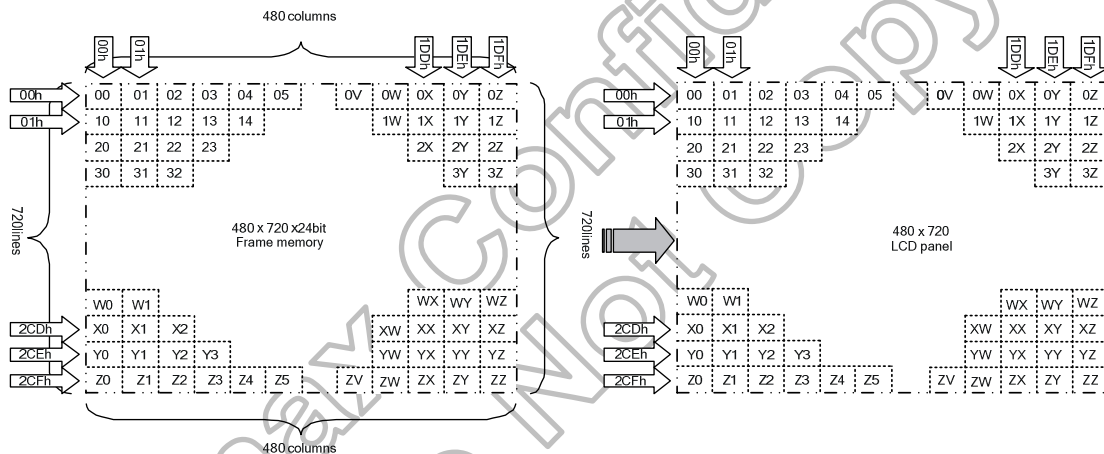 480 columns
00h 01h 1DDh 1DEh 1DFh 00h 01h 1DDh 1DEh 1DFh
00h 00 01 02 03 04 05 0V 0W 0X 0Y 0Z 00h 00 01 02 03 04 05 0V 0W 0X 0Y 0Z
01h 10 11 12 13 14 1W 1X 1Y 1Z 01h 10 11 12 13 14 1W 1X 1Y 1Z
20 21 22 23 2X 2Y 2Z 20 21 22 23 2X 2Y 2Z
30 31 32 3Y 3Z 30 31 32 3Y 3Z
720lines 480 x 720 x24bit 720lines 480 x 720
Frame memory LCD panel
W0 W1 WX WY WZ W0 W1 WX WY WZ
2CDh X0 X1 X2 XW XX XY XZ 2CDh X0 X1 X2 XW XX XY XZ
2CEh Y0 Y1 Y2 Y3 YW YX YY YZ 2CEh Y0 Y1 Y2 Y3 YW YX YY YZ
2CFh Z0 Z1 Z2 Z3 Z4 Z5 ZV ZW ZX ZY ZZ 2CFh Z0 Z1 Z2 Z3 Z4 Z5 ZV ZW ZX ZY ZZ
480 columns